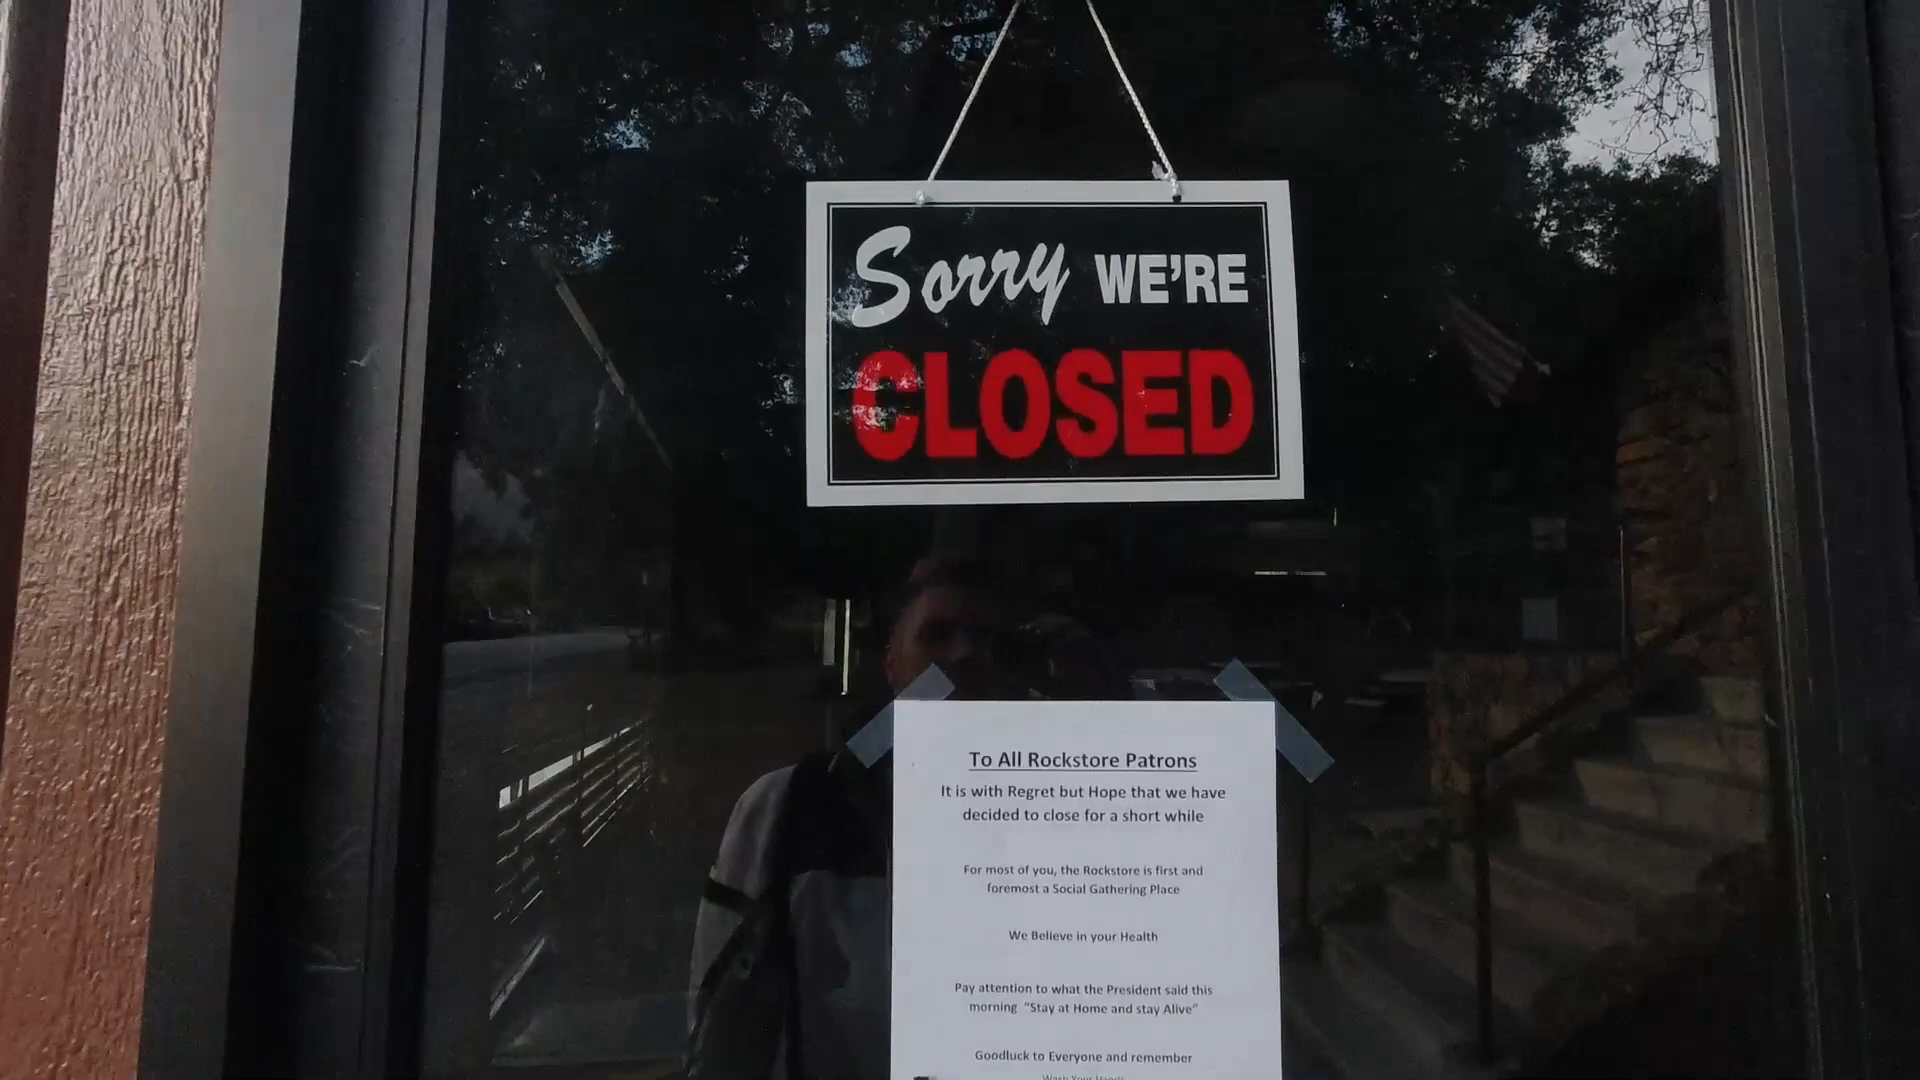 Sorry WE'RE
CLOSED
To All Rockstore Patrons
It is with Regret but Hope that we have
decided to close for a short while
For most of you, the Rockstore is first and
foremost a Social Gathering Place
We Believe in your Health
Pay attention to what the President said this
morning "Stay at Home and stay Alive"
Goodluck to Everyone and remember
Wash Your Hands